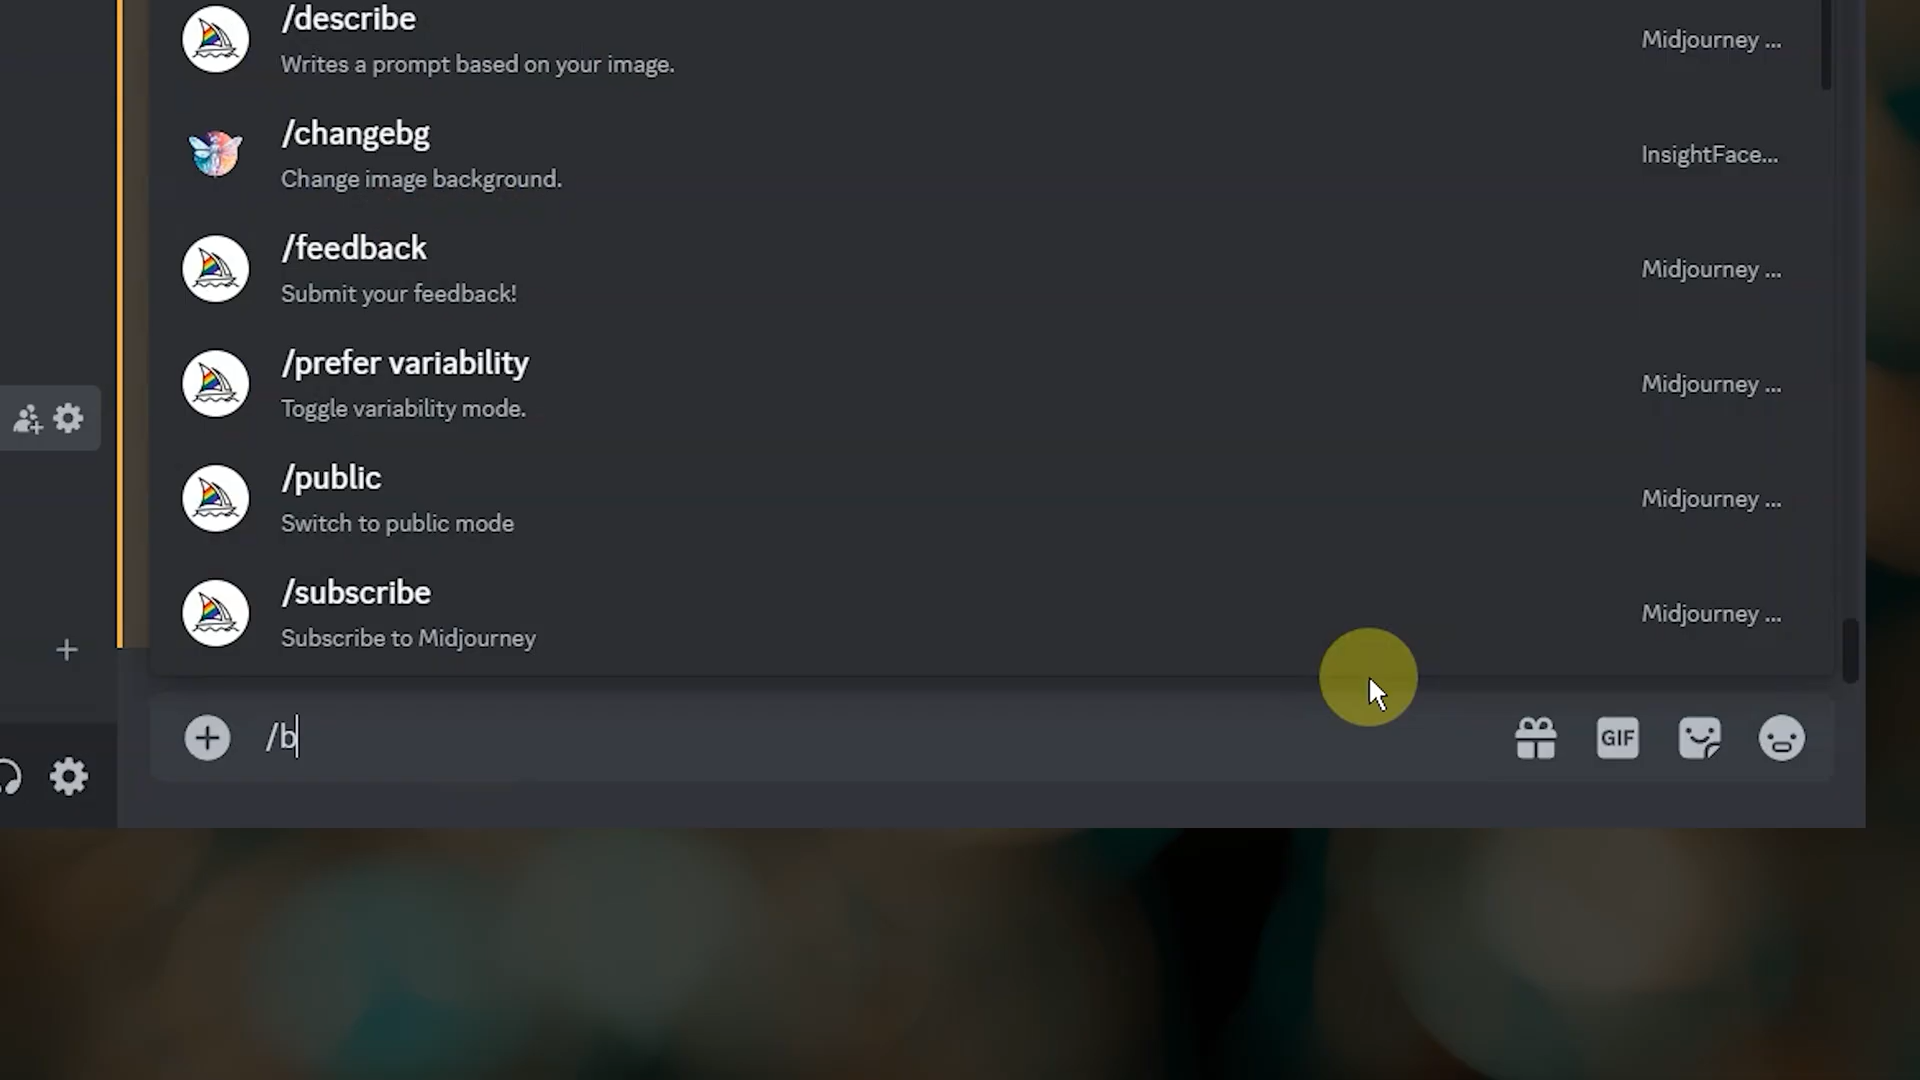 /describe
Writes a prompt based on your image.
Midjourney ...
/changebg
Change image background.
InsightFace...
/feedback
Submit your feedback!
Midjourney ...
/prefer variability
Toggle variability mode.
Midjourney ...
/public
Switch to public mode
Midjourney ...
/subscribe
Subscribe to Midjourney
Midjourney ...
/b
GIF